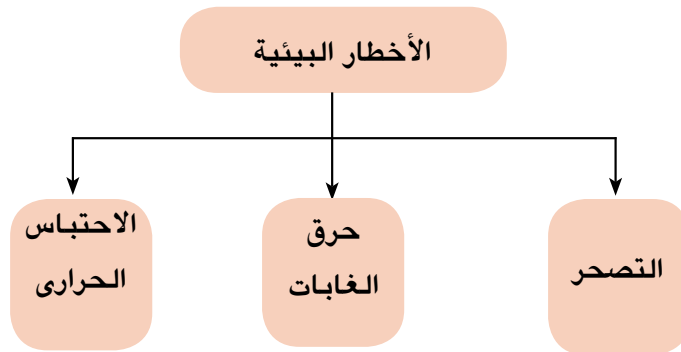 الأخطار البيئية
التصحر
حرق
الغابات
الاحتباس
الحرارى